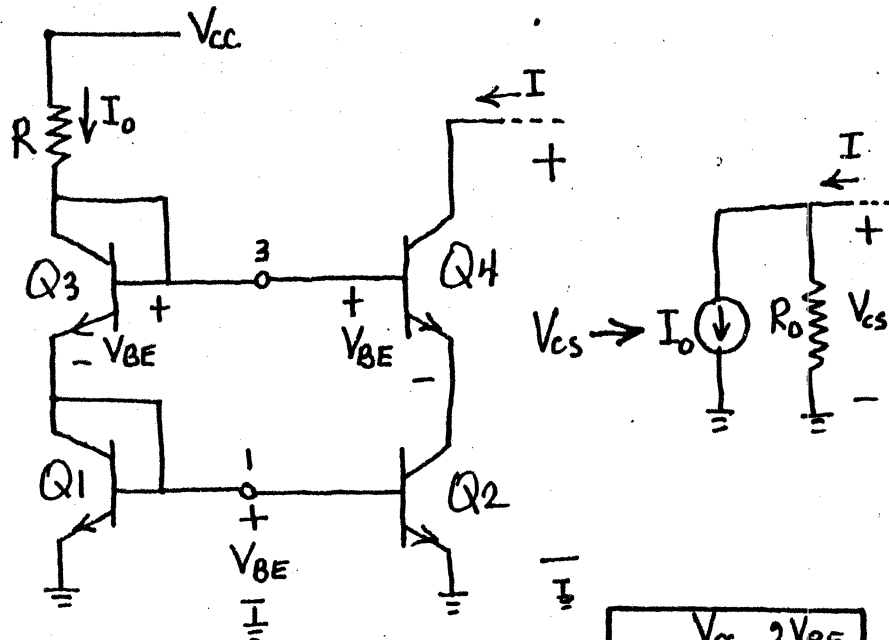 VCC.
R
I0
I
+
I
3
+
Q3
Q4
+
+
VBE
VBE
-
-
VCS
I0
R0
VCS
-
1
Q1
Q2
+
VBE
-
-